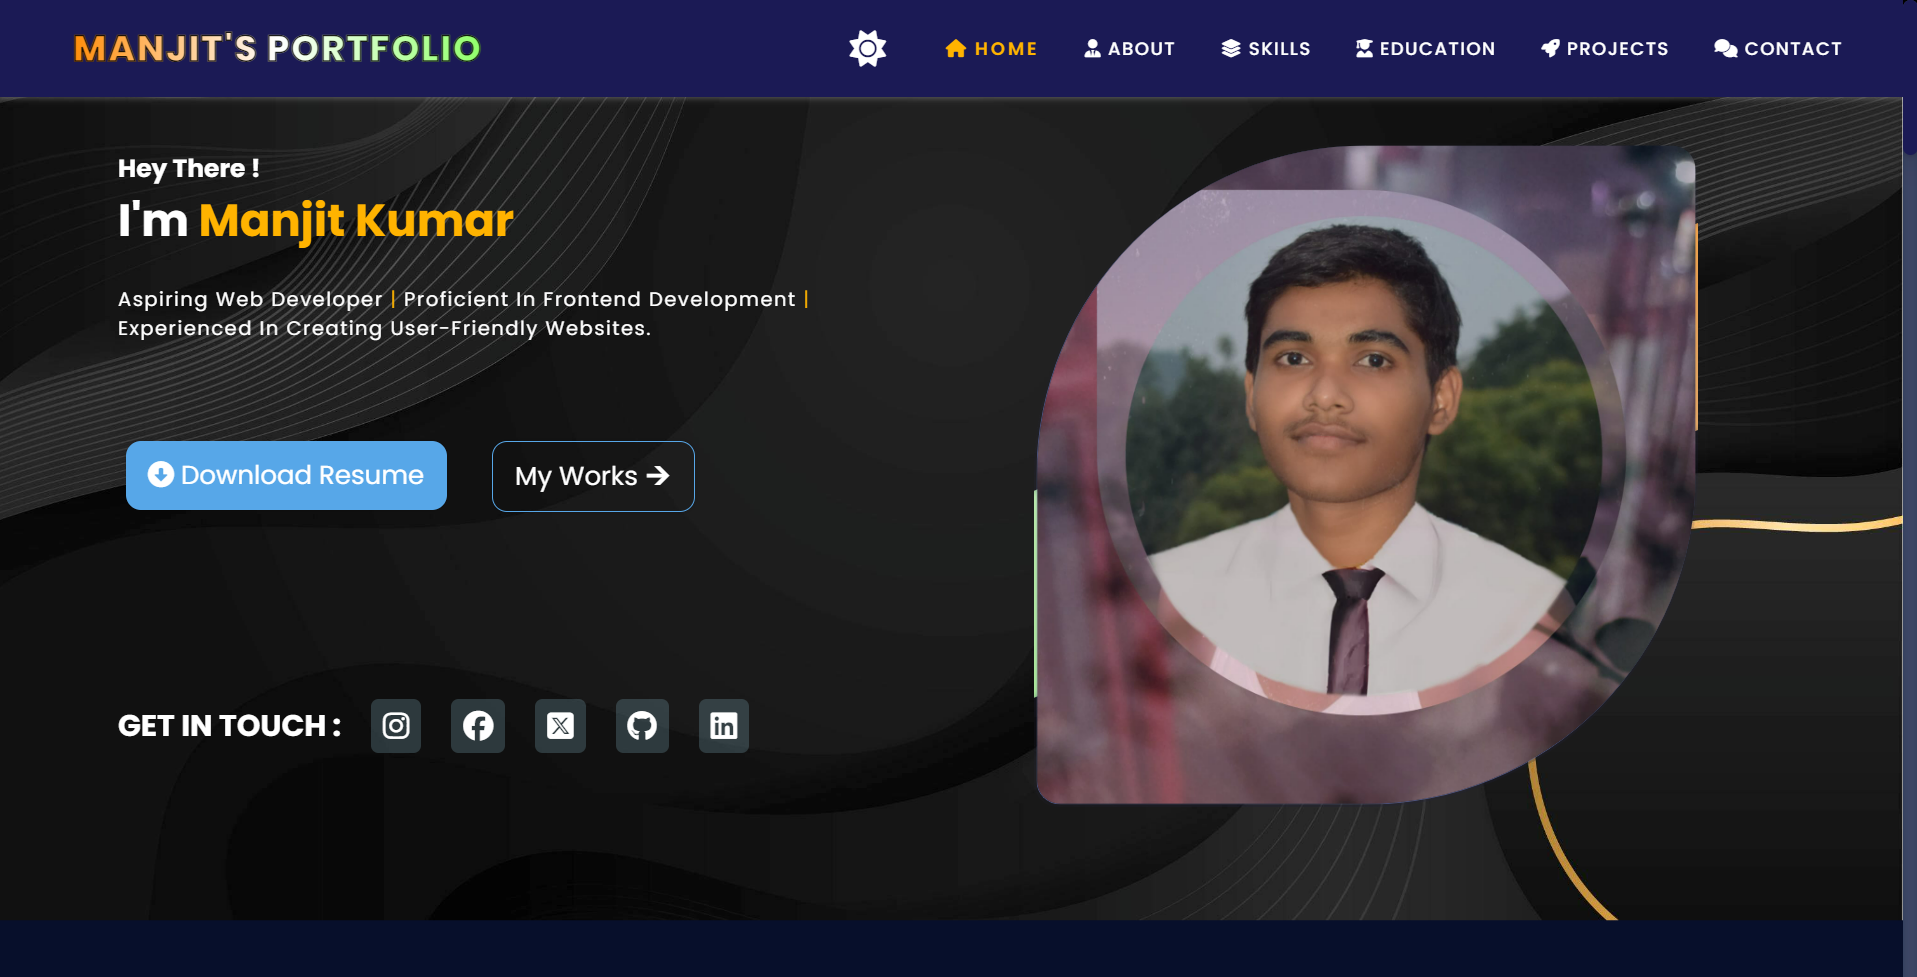 MANJIT'S PORTFOLIO
HOME
ABOUT
SKILLS
EDUCATION
PROJECTS
CONTACT
Hey There !
I'm Manjit Kumar
Aspiring Web Developer | Proficient In Frontend Development |
Experienced In Creating User-Friendly Websites.
Download Resume
My Works →
GET IN TOUCH :